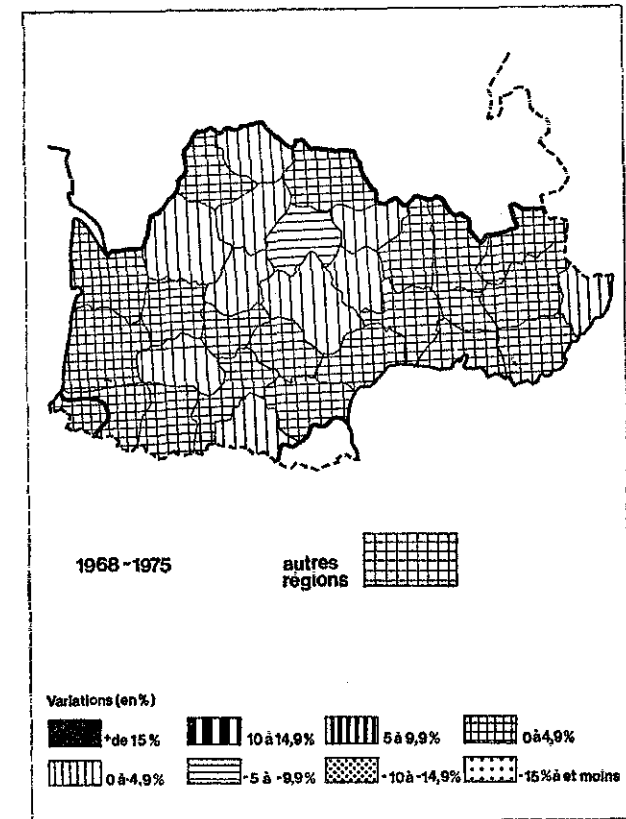 1968-1975
autres
régions
Variations (en %)
+de 15 %
10 à 14,9%
5 à 9,9%
0 à 4,9%
0 à -4,9%
-5 à -9,9%
-10 à -14,9%
-15% à et moins